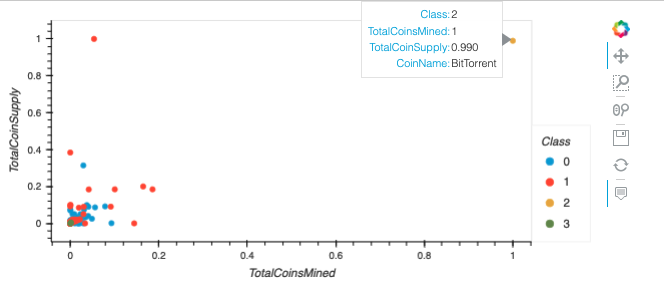 Class: 2
TotalCoinsMined: 1
TotalCoinSupply: 0.990
CoinName: BitTorrent
TotalCoinSupply
1
0.8
0.6
0.4
0.2
0
0
0.2
0.4
0.6
0.8
1
TotalCoinsMined
Class
0
1
2
3